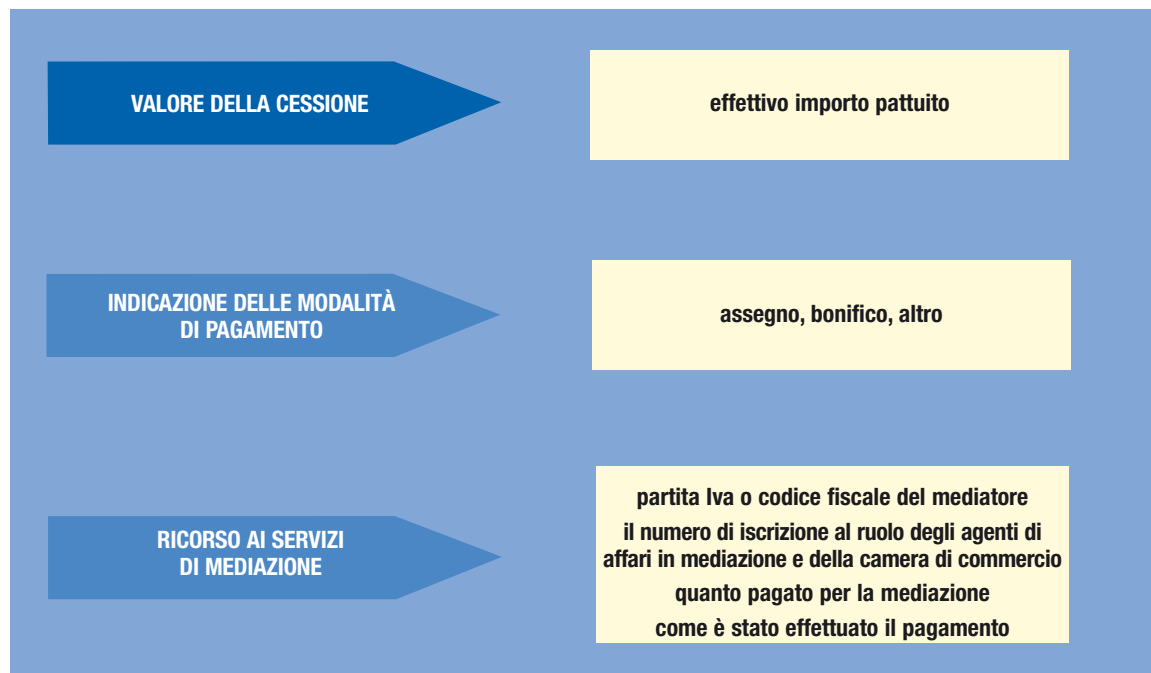 VALORE DELLA CESSIONE
effettivo importo pattuito
INDICAZIONE DELLE MODALITÀ
DI PAGAMENTO
assegno, bonifico, altro
RICORSO AI SERVIZI
DI MEDIAZIONE
partita Iva o codice fiscale del mediatore
il numero di iscrizione al ruolo degli agenti di
affari in mediazione e della camera di commercio
quanto pagato per la mediazione
come è stato effettuato il pagamento